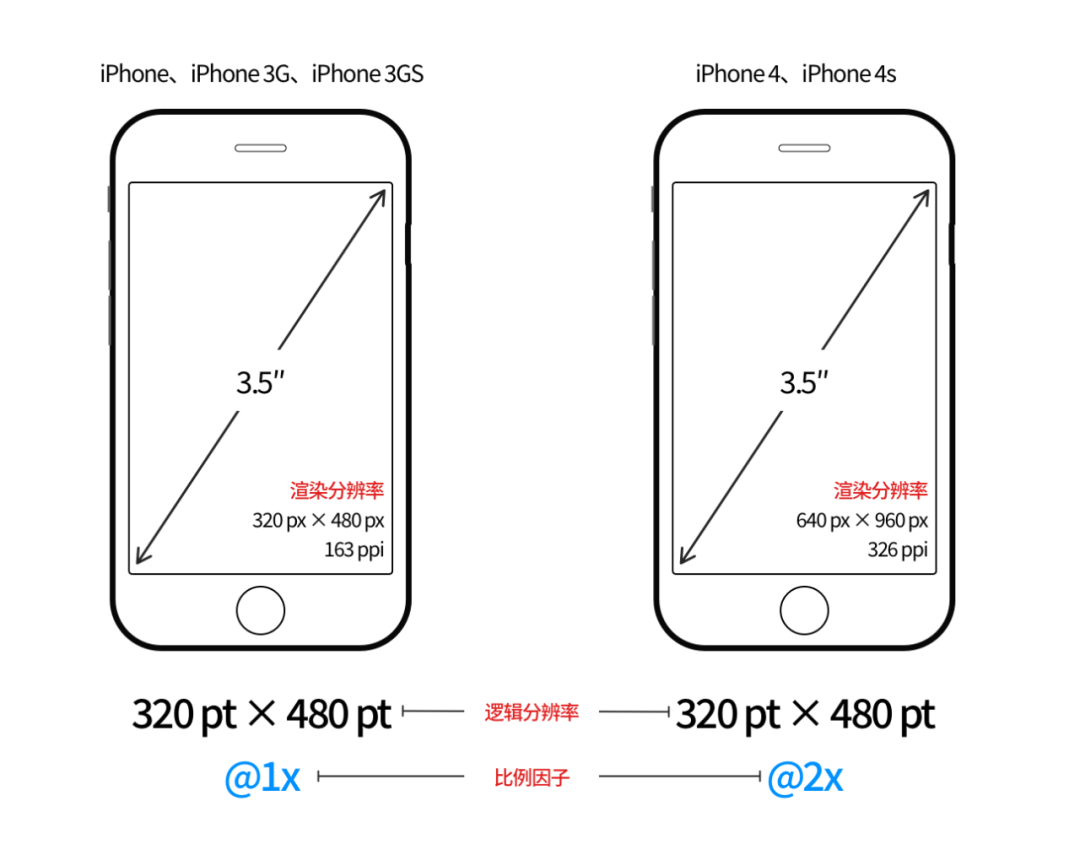 iPhone、iPhone 3G、iPhone 3GS
iPhone 4、iPhone 4s
3.5″
3.5″
渲染分辨率
320 px × 480 px
163 ppi
渲染分辨率
640 px × 960 px
326 ppi
320 pt × 480 pt 逻辑分辨率 320 pt × 480 pt
@1x 比例因子 @2x